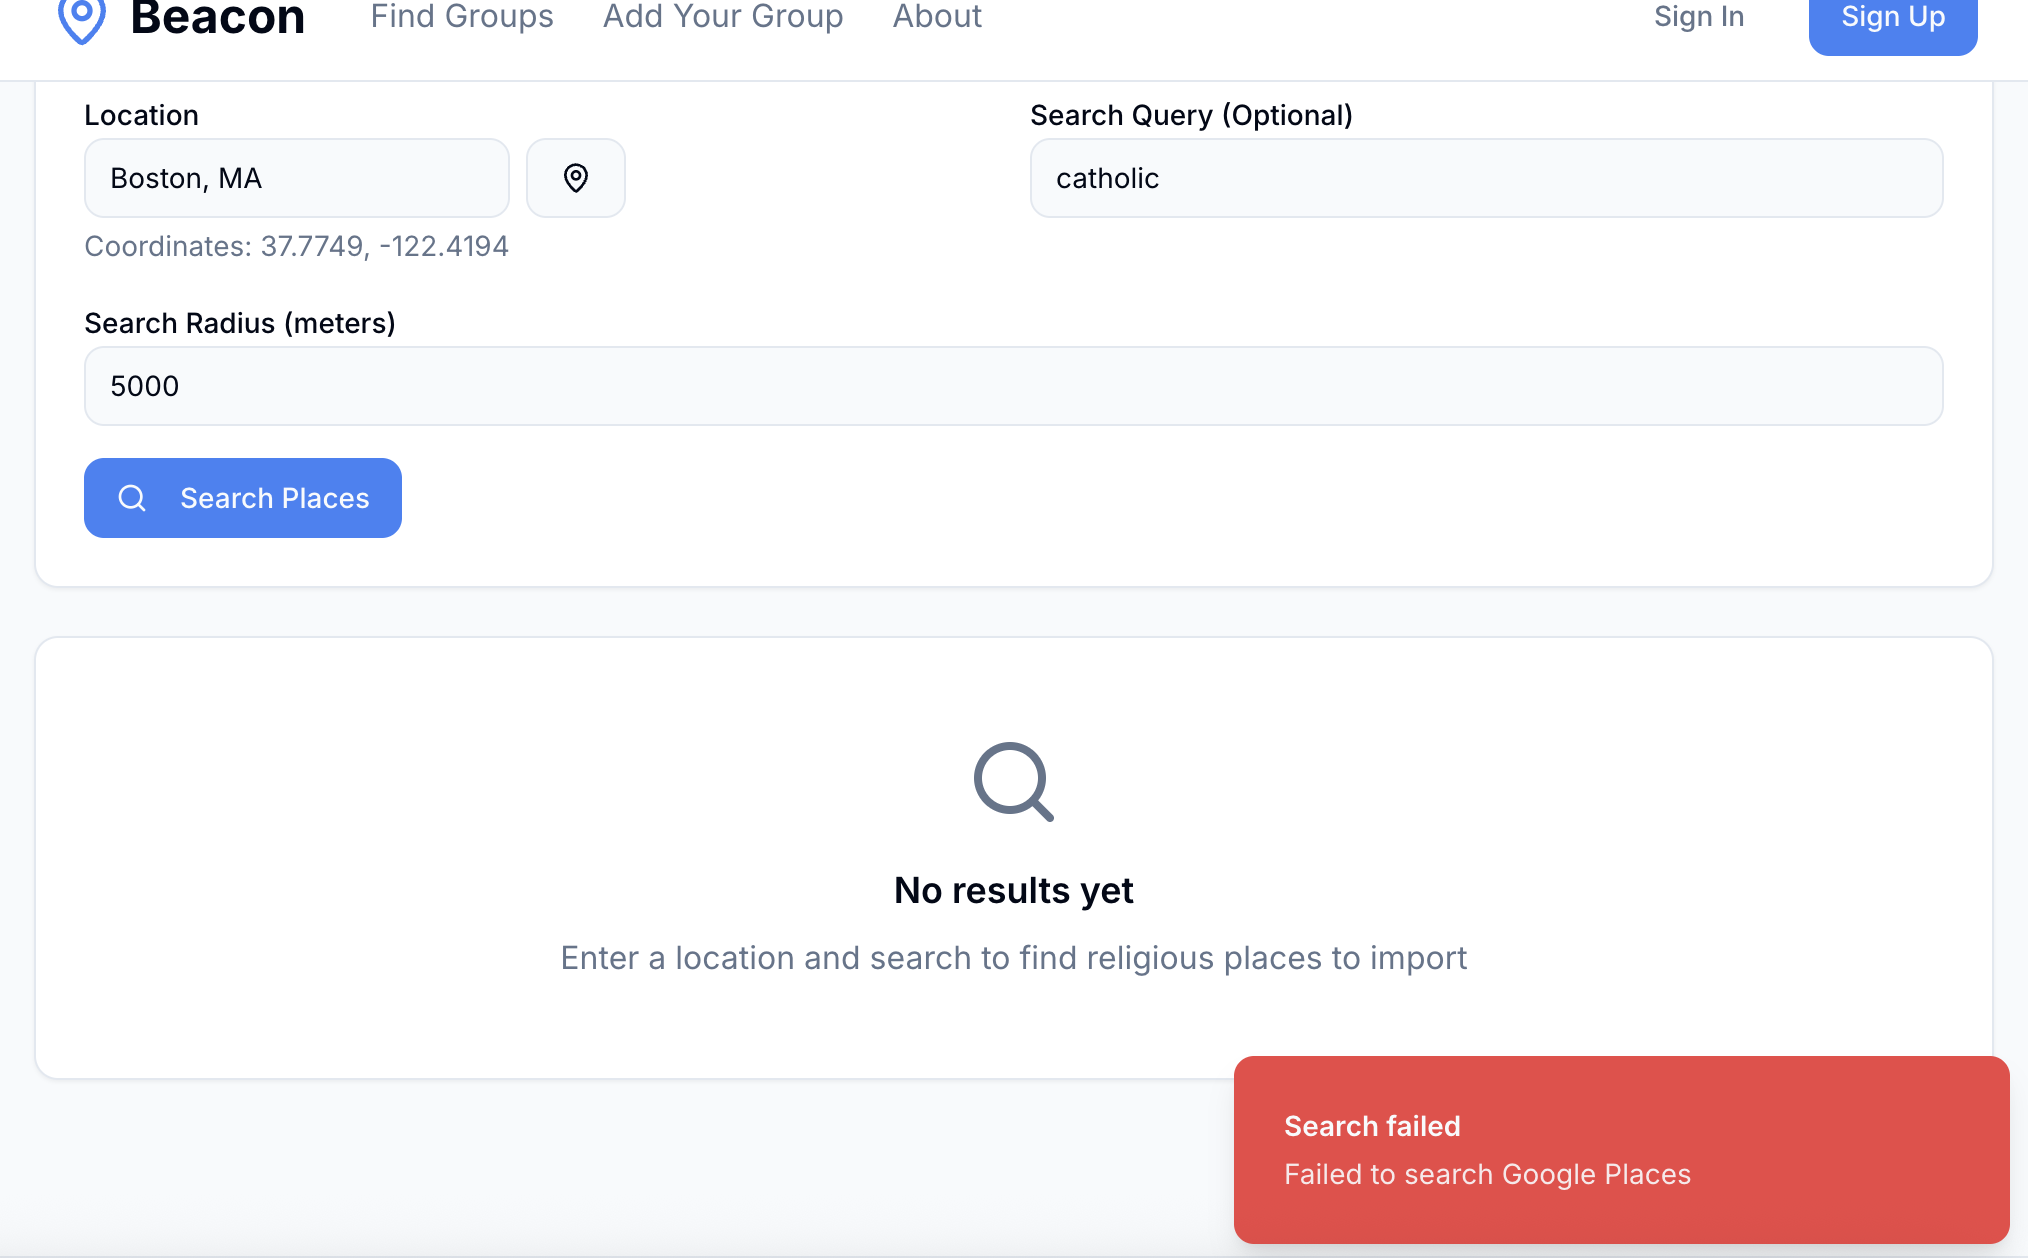 Beacon Find Groups Add Your Group About Sign In Sign Up
Location
Boston, MA
Coordinates: 37.7749, -122.4194
Search Query (Optional)
catholic
Search Radius (meters)
5000
Search Places
No results yet
Enter a location and search to find religious places to import
Search failed
Failed to search Google Places